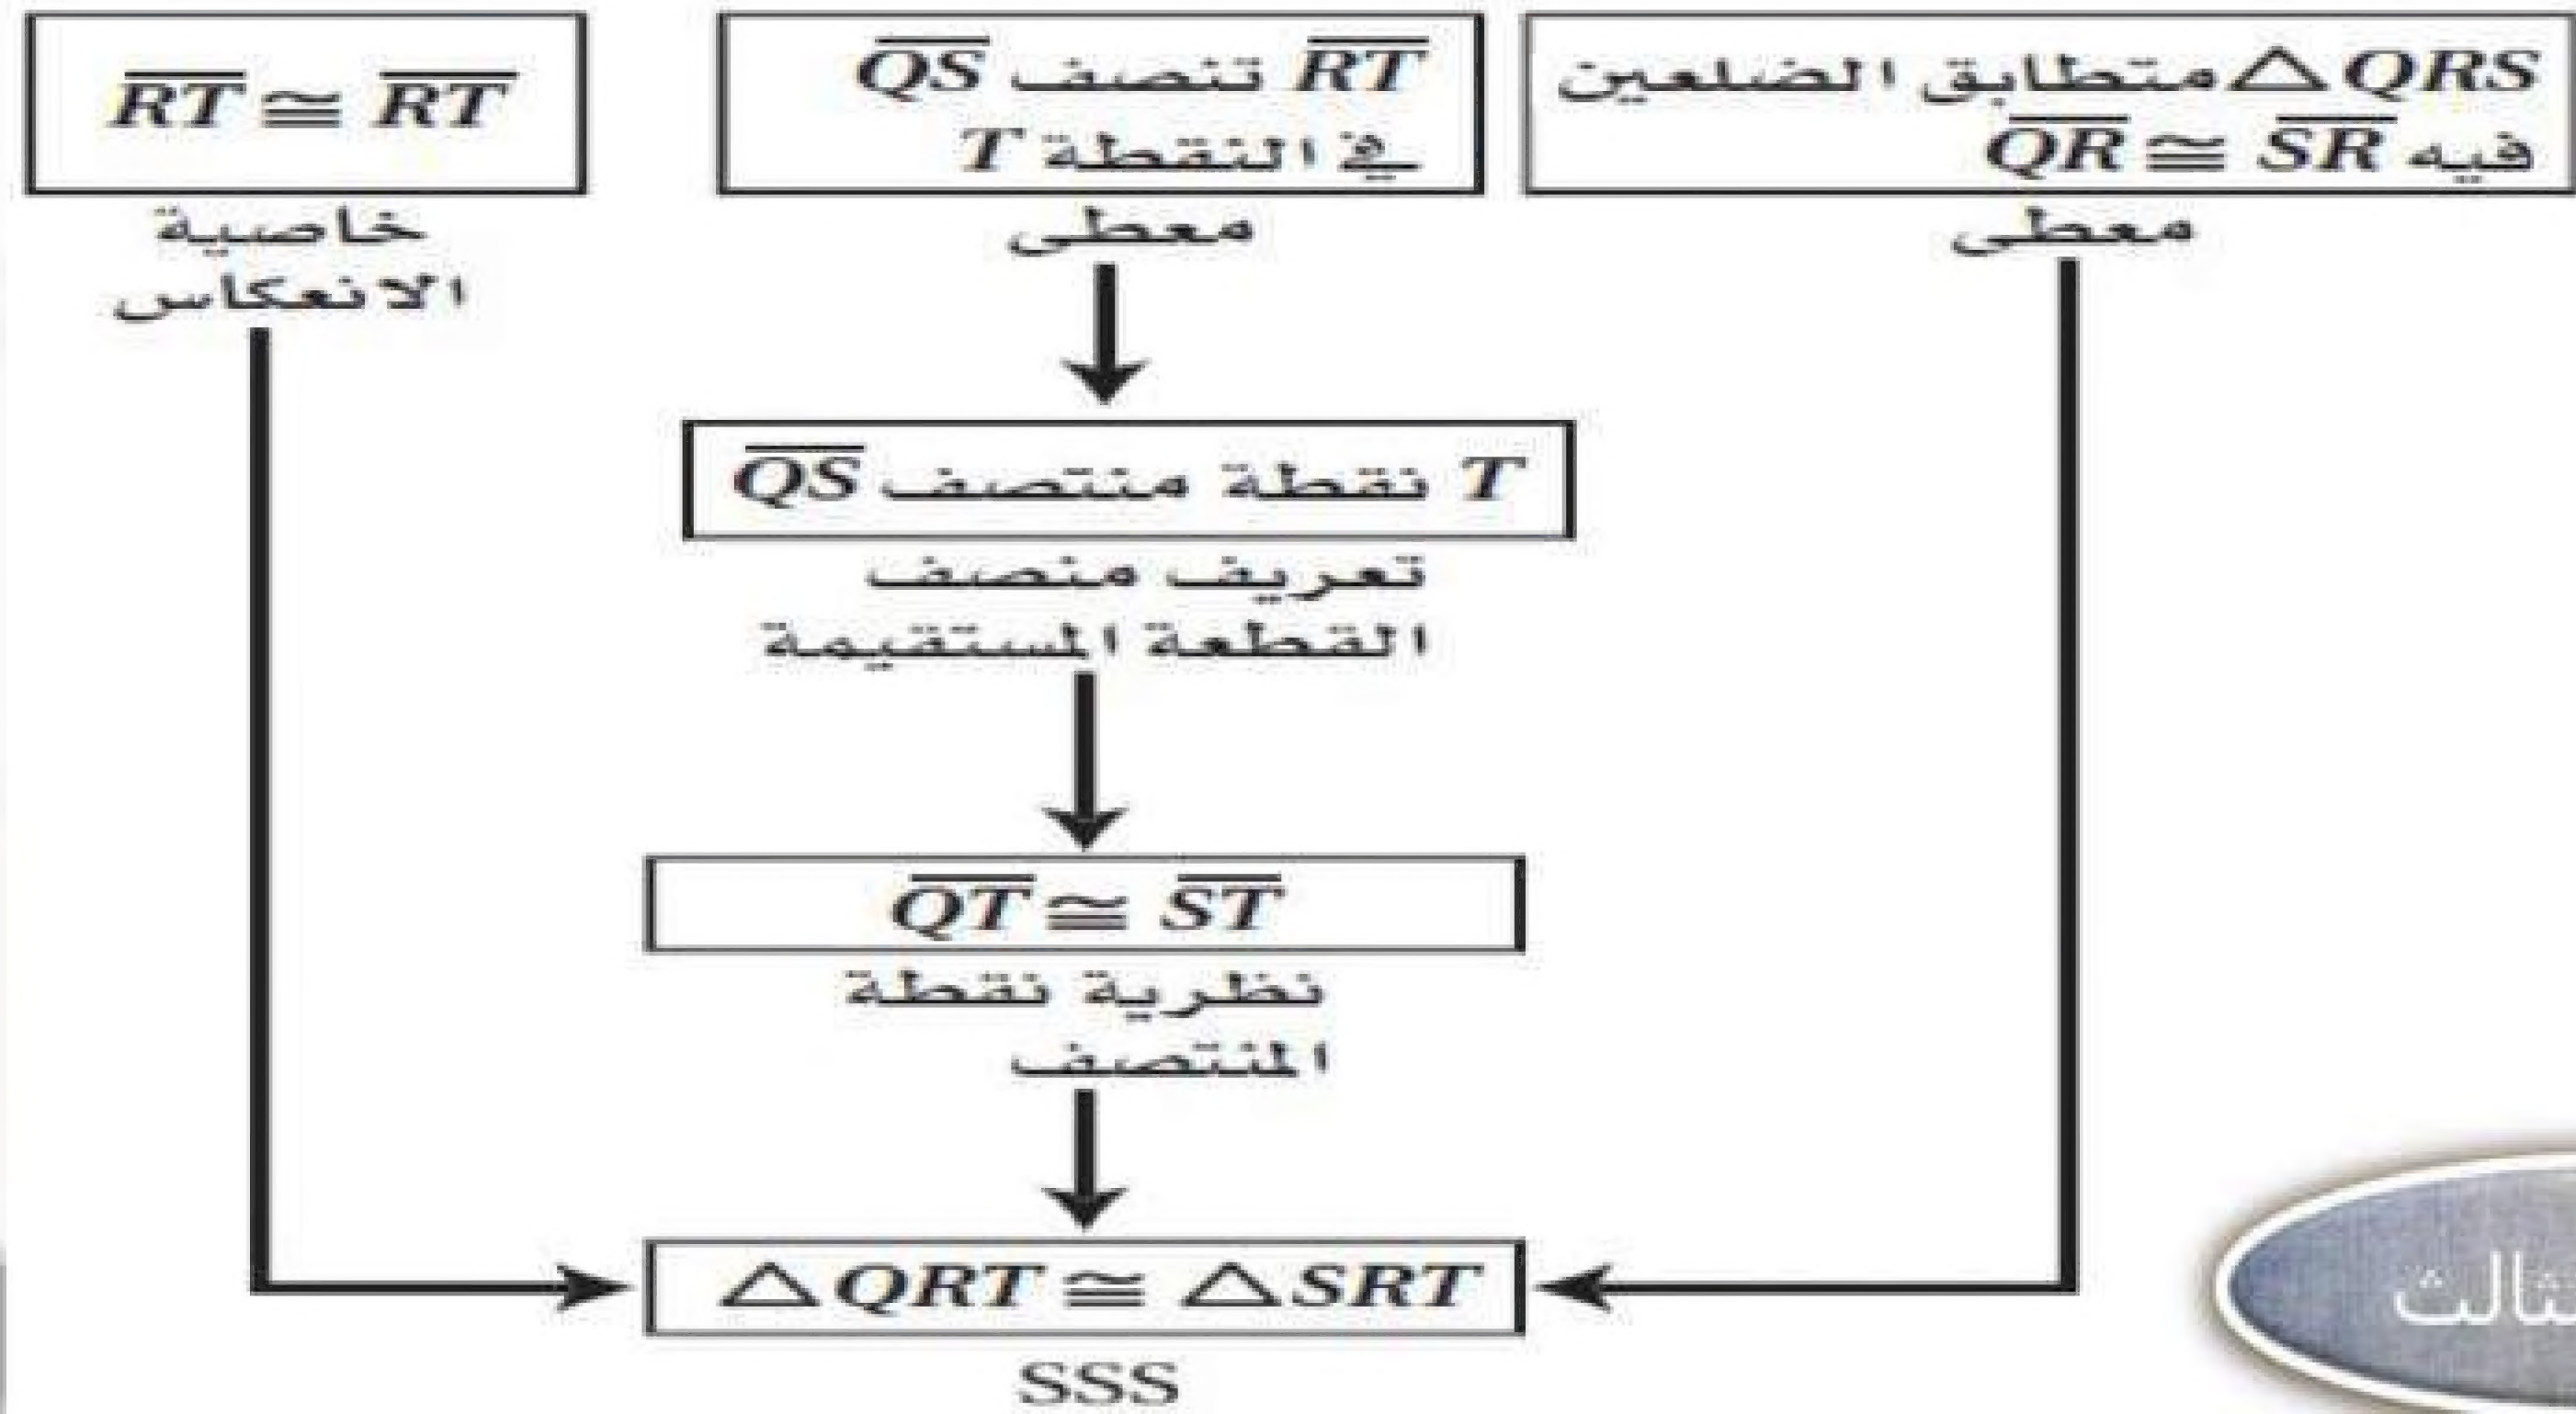 △QRS متطابق الضلعين
فيه QR ≅ SR
معطى
RT تنصف QS
في النقطة T
معطى
RT ≅ RT
خاصية
الانعكاس
T نقطة منتصف QS
تعريف منصف
القطعة المستقيمة
QT ≅ ST
نظرية نقطة
المنتصف
△QRT ≅ △SRT
SSS